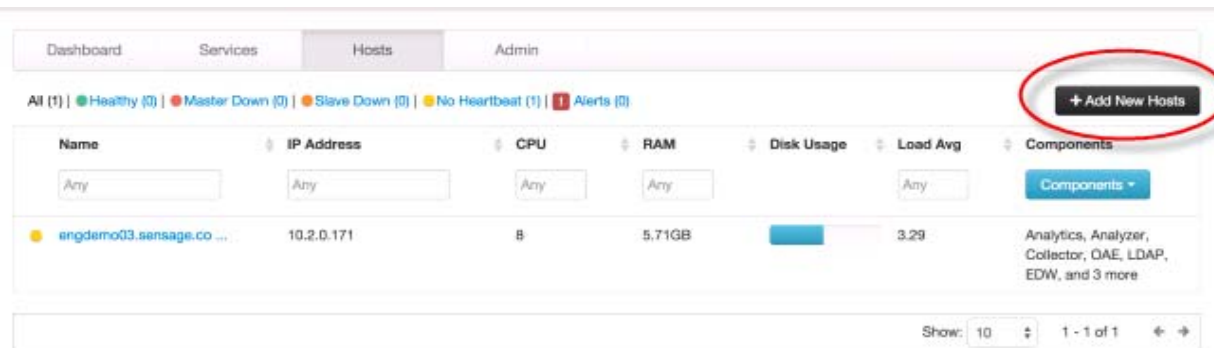 Dashboard Services Hosts Admin
All (1) | Healthy (0) | Master Down (0) | Slave Down (0) | No Heartbeat (1) | 1 Alerts (0)
+ Add New Hosts
Name IP Address CPU RAM Disk Usage Load Avg Components
Any Any Any Any Any Components
engdemo03.sensage.co ... 10.2.0.171 8 5.71GB 3.29 Analytics, Analyzer,
Collector, OAE, LDAP,
EDW, and 3 more
Show: 10 1 - 1 of 1